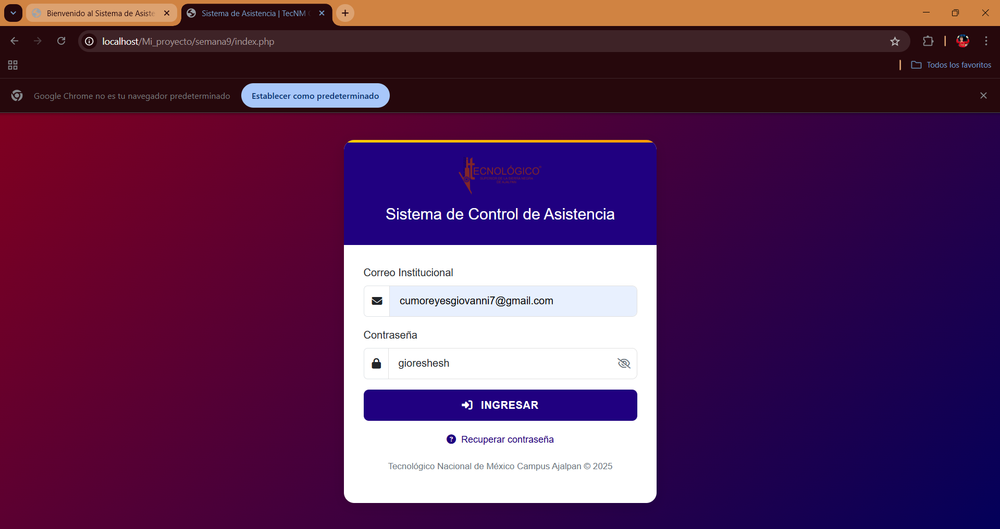 Bienvenido al Sistema de Asiste
Sistema de Asistencia | TecNM
localhost/Mi_proyecto/semana9/index.php
Todos los favoritos
Google Chrome no es tu navegador predeterminado
Establecer como predeterminado
TECNOLÓGICO
SUPERIOR DE LA SIERRA NEGRA
DE AJALPAN
Sistema de Control de Asistencia
Correo Institucional
cumoreyesgiovanni7@gmail.com
Contraseña
gioreshesh
INGRESAR
Recuperar contraseña
Tecnológico Nacional de México Campus Ajalpan © 2025